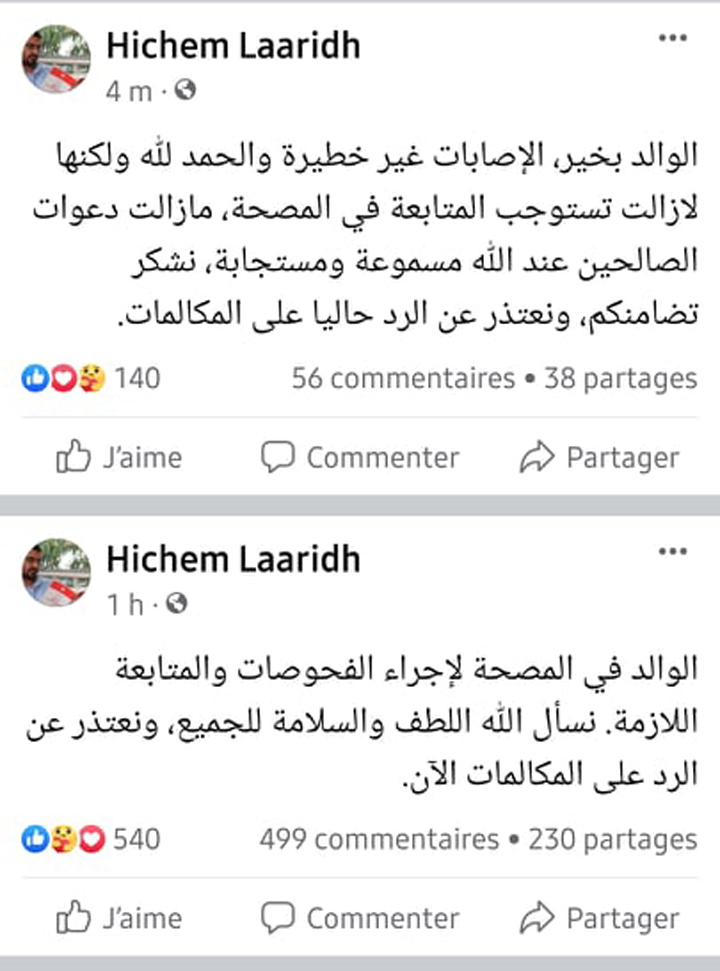 Hichem Laaridh
4 m ·
الوالد بخير، الإصابات غير خطيرة والحمد لله ولكنها
لازالت تستوجب المتابعة في المصحة، مازالت دعوات
الصالحين عند الله مسموعة ومستجابة، نشكر
تضامنكم، ونعتذر عن الرد حاليا على المكالمات.
140 56 commentaires • 38 partages
J'aime Commenter Partager
Hichem Laaridh
1 h ·
الوالد في المصحة لإجراء الفحوصات والمتابعة
اللازمة. نسأل الله اللطف والسلامة للجميع، ونعتذر عن
الرد على المكالمات الآن.
540 499 commentaires • 230 partages
J'aime Commenter Partager